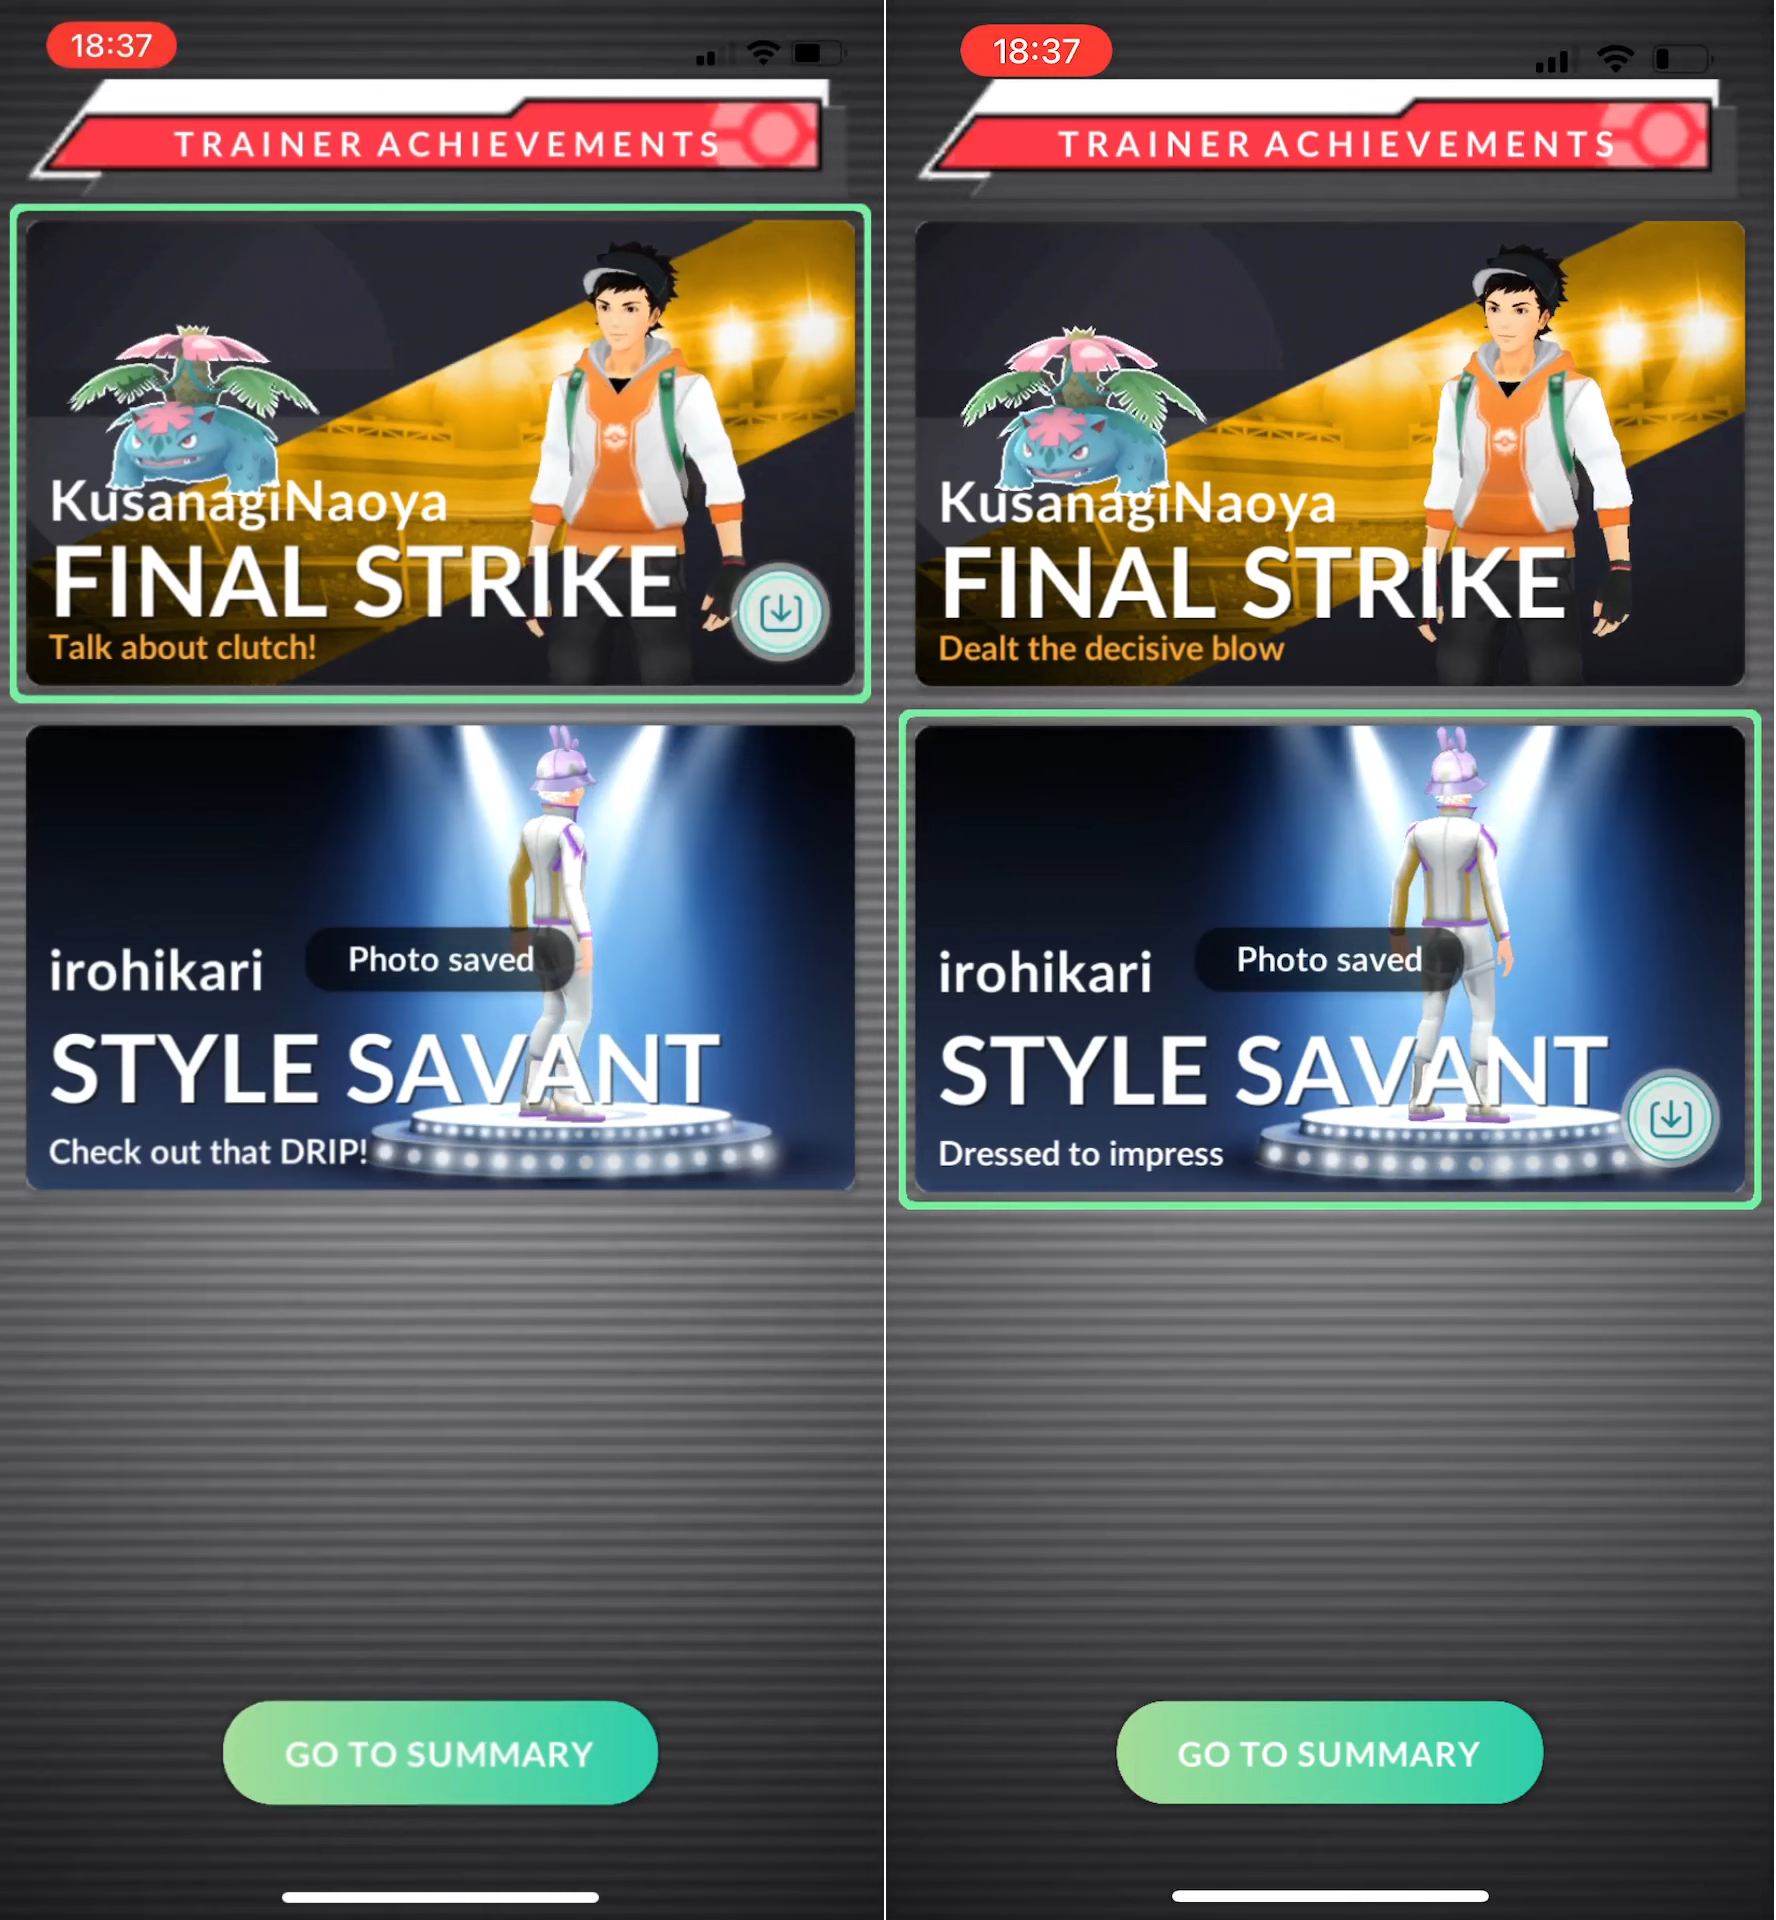 18:37
TRAINER ACHIEVEMENTS
KusanagiNaoya
FINAL STRIKE
Talk about clutch!
irohikari
Photo saved
STYLE SAVANT
Check out that DRIP!
GO TO SUMMARY
18:37
TRAINER ACHIEVEMENTS
KusanagiNaoya
FINAL STRIKE
Dealt the decisive blow
irohikari
Photo saved
STYLE SAVANT
Dressed to impress
GO TO SUMMARY